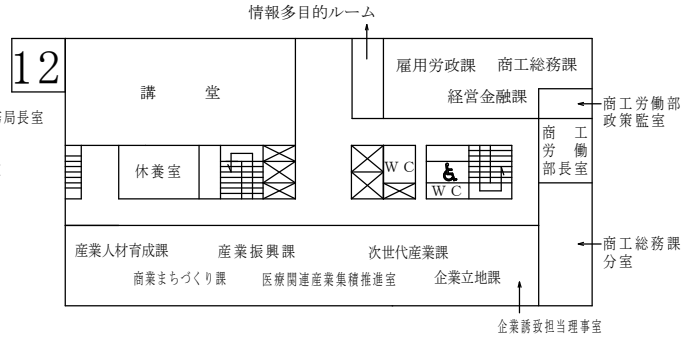 情報多目的ルーム
12
雇用労政課 商工総務課
講堂
経営金融課
商工労働部
政策監室
局長室
商工
労働
部長室
休養室
WC
WC
産業人材育成課 産業振興課 次世代産業課
商工総務課
分室
商業まちづくり課 医療関連産業集積推進室 企業立地課
企業誘致担当理事室